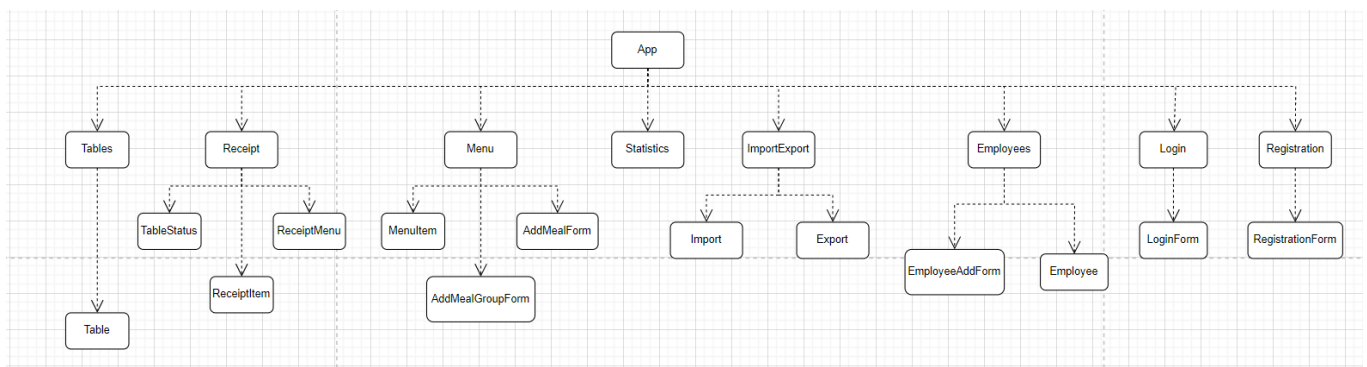 App
Tables
Receipt
Menu
Statistics
ImportExport
Employees
Login
Registration
TableStatus
ReceiptMenu
MenuItem
AddMealForm
Import
Export
LoginForm
RegistrationForm
EmployeeAddForm
Employee
ReceiptItem
AddMealGroupForm
Table